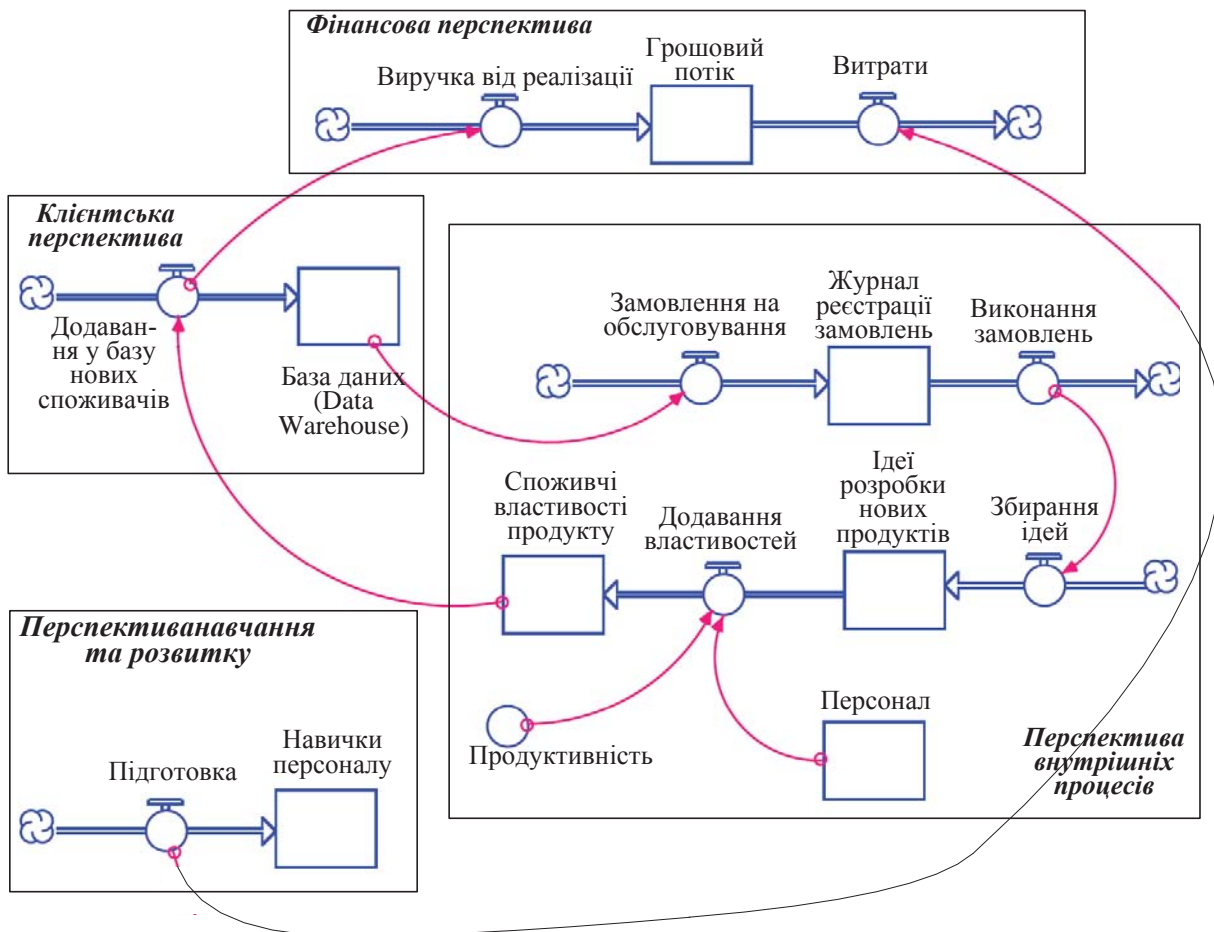 Фінансова перспектива
Виручка від реалізації
Грошовий
потік
Витрати
Клієнтська
перспектива
Додаван-
ня у базу
нових
споживачів
База даних
(Data
Warehouse)
Замовлення на
обслуговування
Журнал
реєстрації
замовлень
Виконання
замовлень
Споживчі
властивості
продукту
Додавання
властивостей
Ідеї
розробки
нових
продуктів
Збирання
ідей
Продуктивність
Персонал
Перспектива
внутрішніх
процесів
Перспективанавчання
та розвитку
Підготовка
Навички
персоналу